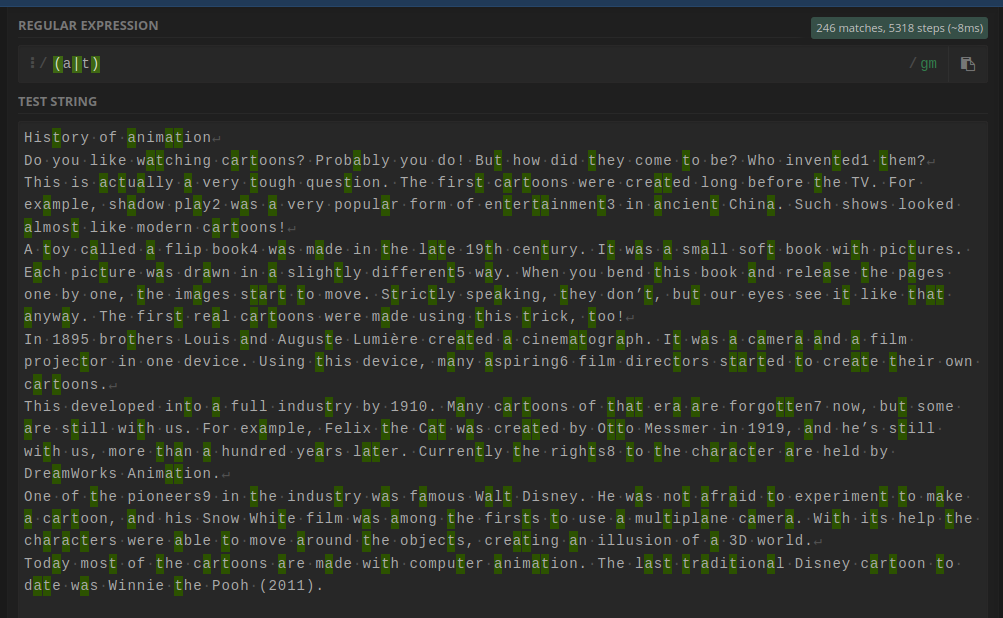 REGULAR EXPRESSION
246 matches, 5318 steps (~8ms)
/ (a|t)
/ gm
TEST STRING
History of animation
Do you like watching cartoons? Probably you do! But how did they come to be? Who invented1 them?
This is actually a very tough question. The first cartoons were created long before the TV. For
example, shadow play2 was a very popular form of entertainment3 in ancient China. Such shows looked
almost like modern cartoons!
A toy called a flip book4 was made in the late 19th century. It was a small soft book with pictures.
Each picture was drawn in a slightly different5 way. When you bend this book and release the pages
one by one, the images start to move. Strictly speaking, they don’t, but our eyes see it like that
anyway. The first real cartoons were made using this trick, too!
In 1895 brothers Louis and Auguste Lumière created a cinematograph. It was a camera and a film
projector in one device. Using this device, many aspiring6 film directors started to create their own
cartoons.
This developed into a full industry by 1910. Many cartoons of that era are forgotten7 now, but some
are still with us. For example, Felix the Cat was created by Otto Messmer in 1919, and he’s still
with us, more than a hundred years later. Currently the rights8 to the character are held by
DreamWorks Animation.
One of the pioneers9 in the industry was famous Walt Disney. He was not afraid to experiment to make
a cartoon, and his Snow White film was among the firsts to use a multiplane camera. With its help the
characters were able to move around the objects, creating an illusion of a 3D world.
Today most of the cartoons are made with computer animation. The last traditional Disney cartoon to
date was Winnie the Pooh (2011).